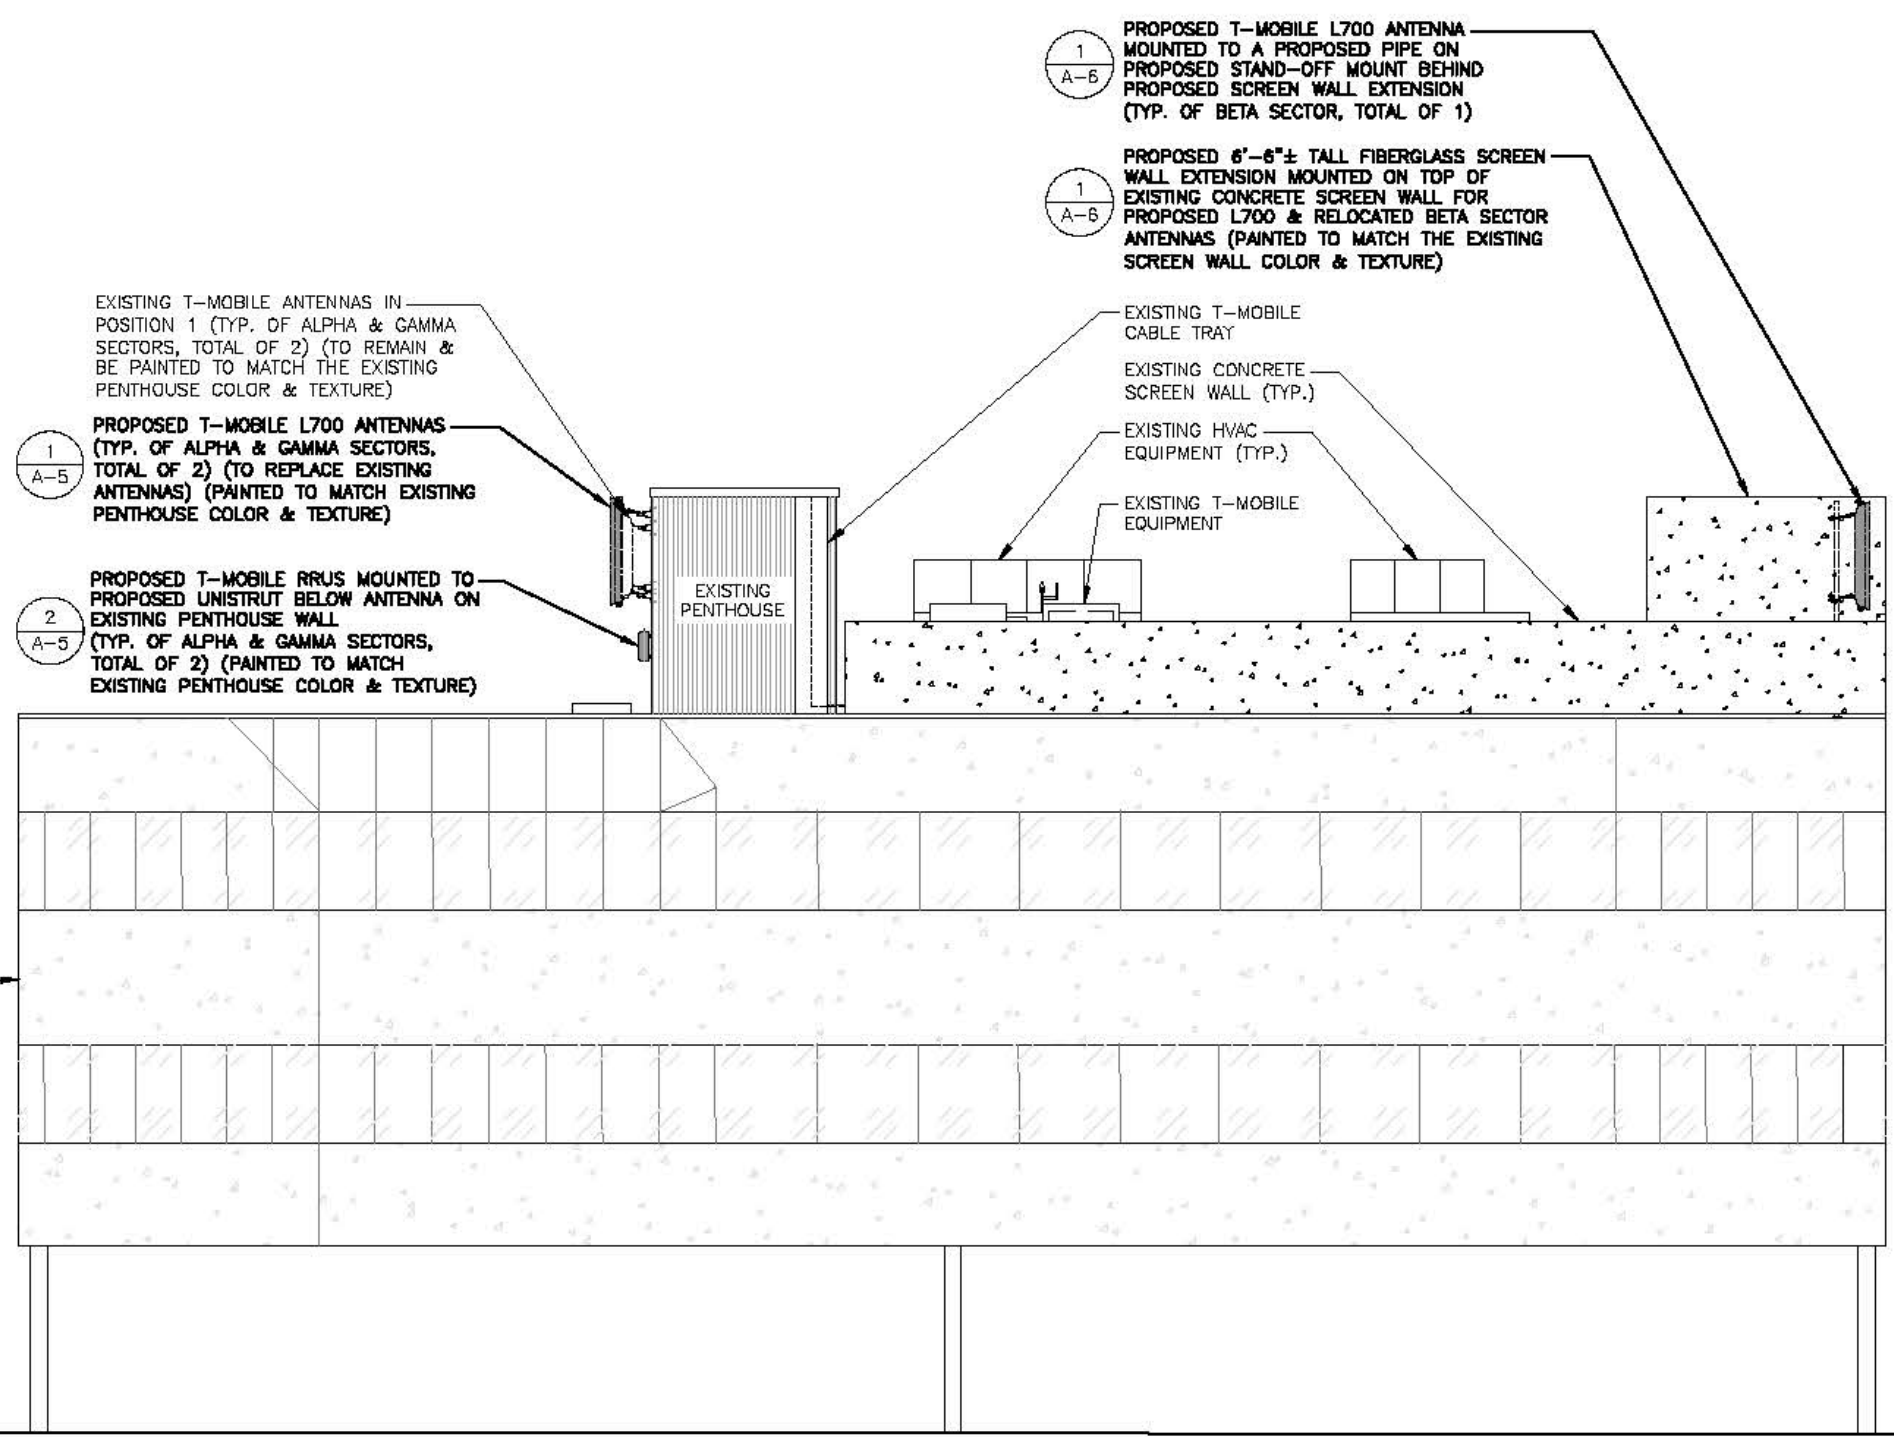 1
A-6
PROPOSED T-MOBILE L700 ANTENNA
MOUNTED TO A PROPOSED PIPE ON
PROPOSED STAND-OFF MOUNT BEHIND
PROPOSED SCREEN WALL EXTENSION
(TYP. OF BETA SECTOR, TOTAL OF 1)
1
A-6
PROPOSED 6'-6"± TALL FIBERGLASS SCREEN
WALL EXTENSION MOUNTED ON TOP OF
EXISTING CONCRETE SCREEN WALL FOR
PROPOSED L700 & RELOCATED BETA SECTOR
ANTENNAS (PAINTED TO MATCH THE EXISTING
SCREEN WALL COLOR & TEXTURE)
EXISTING T-MOBILE ANTENNAS IN
POSITION 1 (TYP. OF ALPHA & GAMMA
SECTORS, TOTAL OF 2) (TO REMAIN &
BE PAINTED TO MATCH THE EXISTING
PENTHOUSE COLOR & TEXTURE)
1
A-5
PROPOSED T-MOBILE L700 ANTENNAS
(TYP. OF ALPHA & GAMMA SECTORS,
TOTAL OF 2) (TO REPLACE EXISTING
ANTENNAS) (PAINTED TO MATCH EXISTING
PENTHOUSE COLOR & TEXTURE)
2
A-5
PROPOSED T-MOBILE RRUS MOUNTED TO
PROPOSED UNISTRUT BELOW ANTENNA ON
EXISTING PENTHOUSE WALL
(TYP. OF ALPHA & GAMMA SECTORS,
TOTAL OF 2) (PAINTED TO MATCH
EXISTING PENTHOUSE COLOR & TEXTURE)
EXISTING T-MOBILE
CABLE TRAY
EXISTING CONCRETE
SCREEN WALL (TYP.)
EXISTING HVAC
EQUIPMENT (TYP.)
EXISTING T-MOBILE
EQUIPMENT
EXISTING
PENTHOUSE